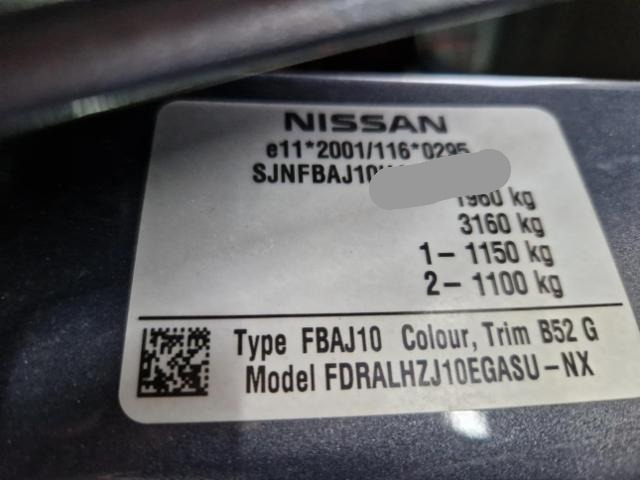 NISSAN
e11*2001/116*0295
SJNFBAJ10
1960 kg
3160 kg
1- 1150 kg
2- 1100 kg
Type FBAJ10 Colour, Trim B52 G
Model FDRALHZJ10EGASU-NX